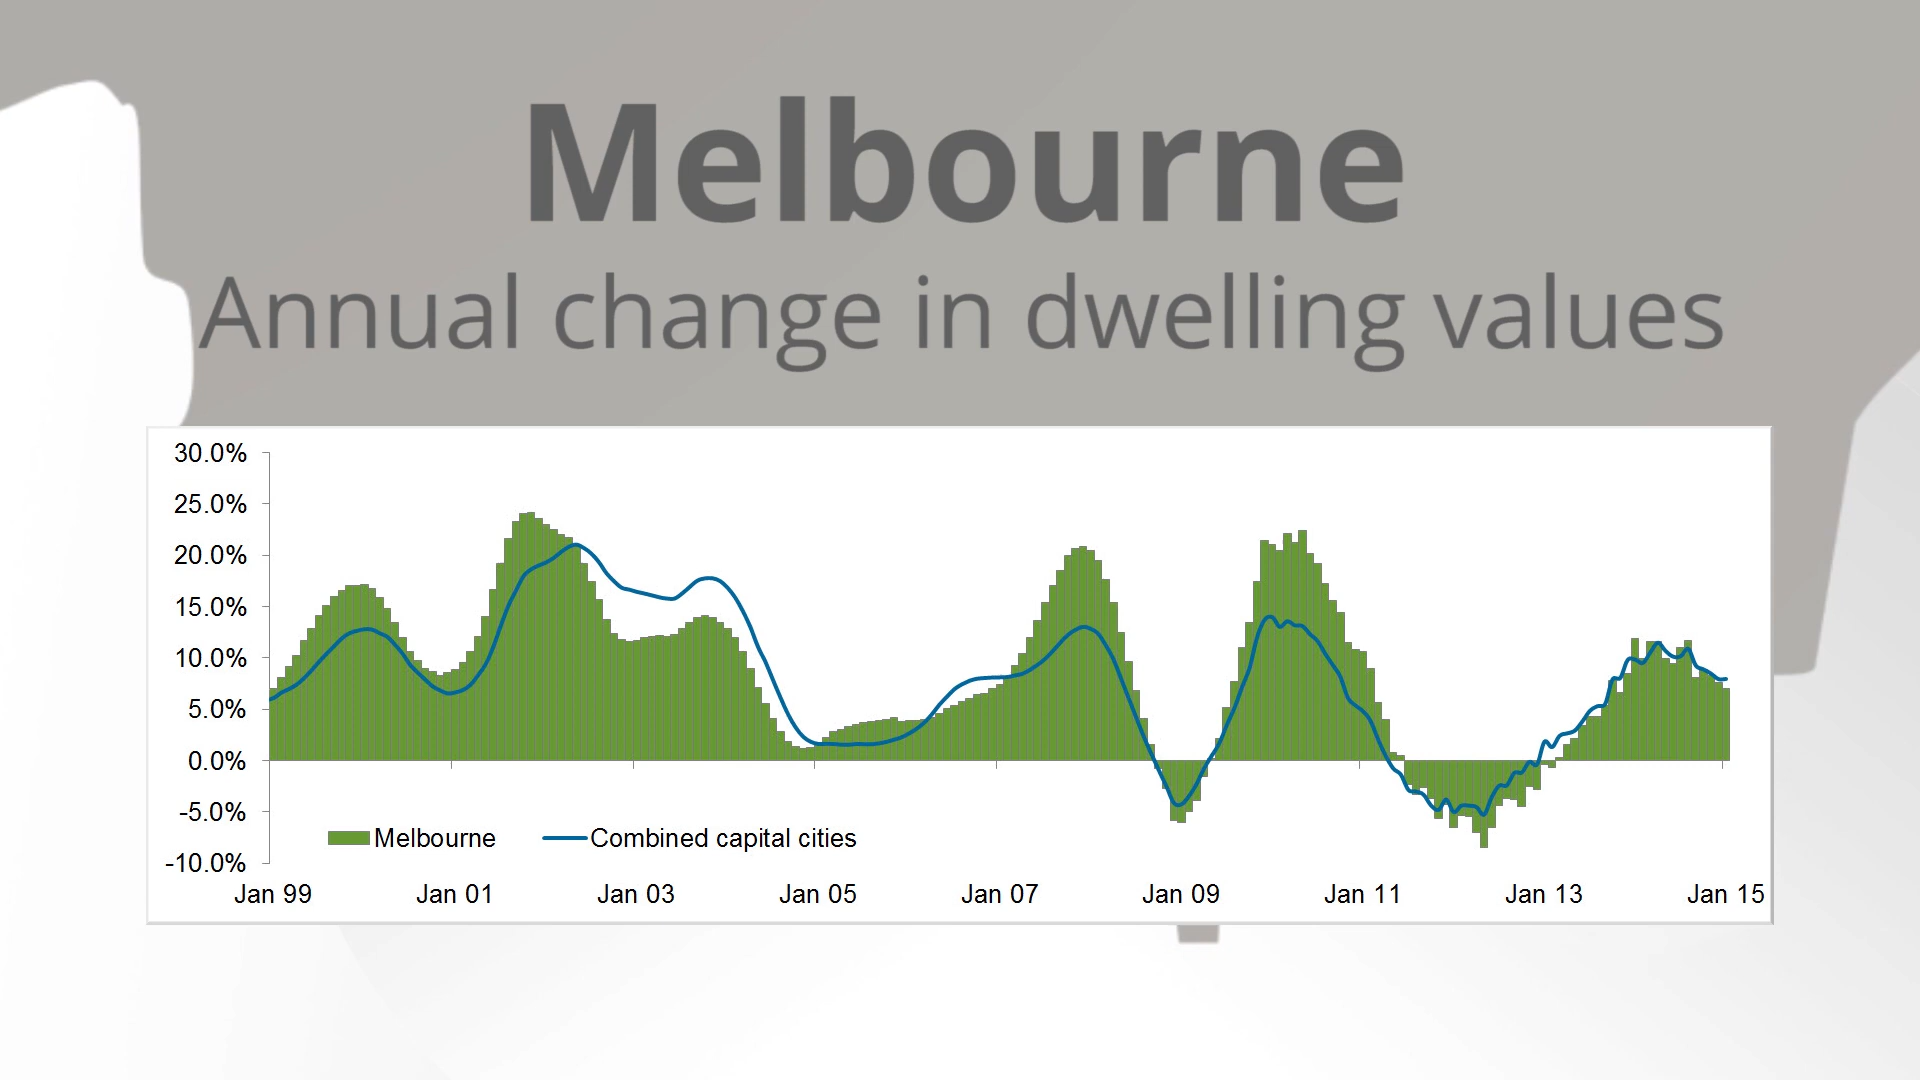 Melbourne
Annual change in dwelling values
30.0%
25.0%
20.0%
15.0%
10.0%
5.0%
0.0%
-5.0%
-10.0%
Melbourne Combined capital cities
Jan 99 Jan 01 Jan 03 Jan 05 Jan 07 Jan 09 Jan 11 Jan 13 Jan 15